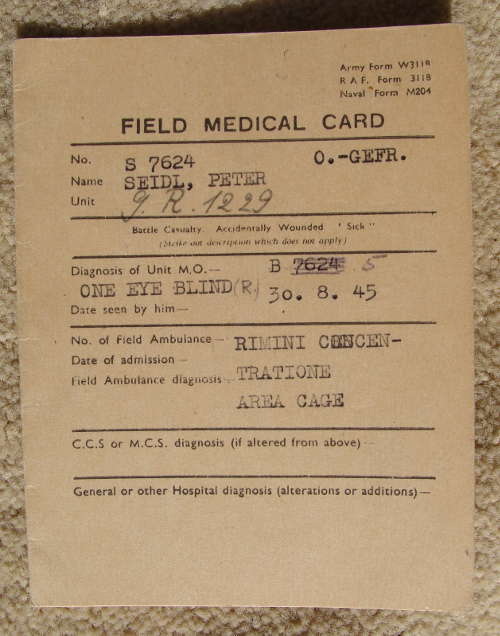 Army Form W3118
R A F. Form 3118
Naval Form M204
FIELD MEDICAL CARD
No. S 7624 O.-GEFR.
Name SEIDL, PETER
Unit G.R. 1229
Battle Casualty. Accidentally Wounded "Sick"
(Strike out description which does not apply)
Diagnosis of Unit M.O.— B 7624 5
ONE EYE BLIND (R.) 30. 8. 45
Date seen by him—
No. of Field Ambulance— RIMINI CONCEN-
Date of admission—
Field Ambulance diagnosis— TRATIONE
AREA CAGE
C.C.S or M.C.S. diagnosis (if altered from above)—
General or other Hospital diagnosis (alterations or additions)—